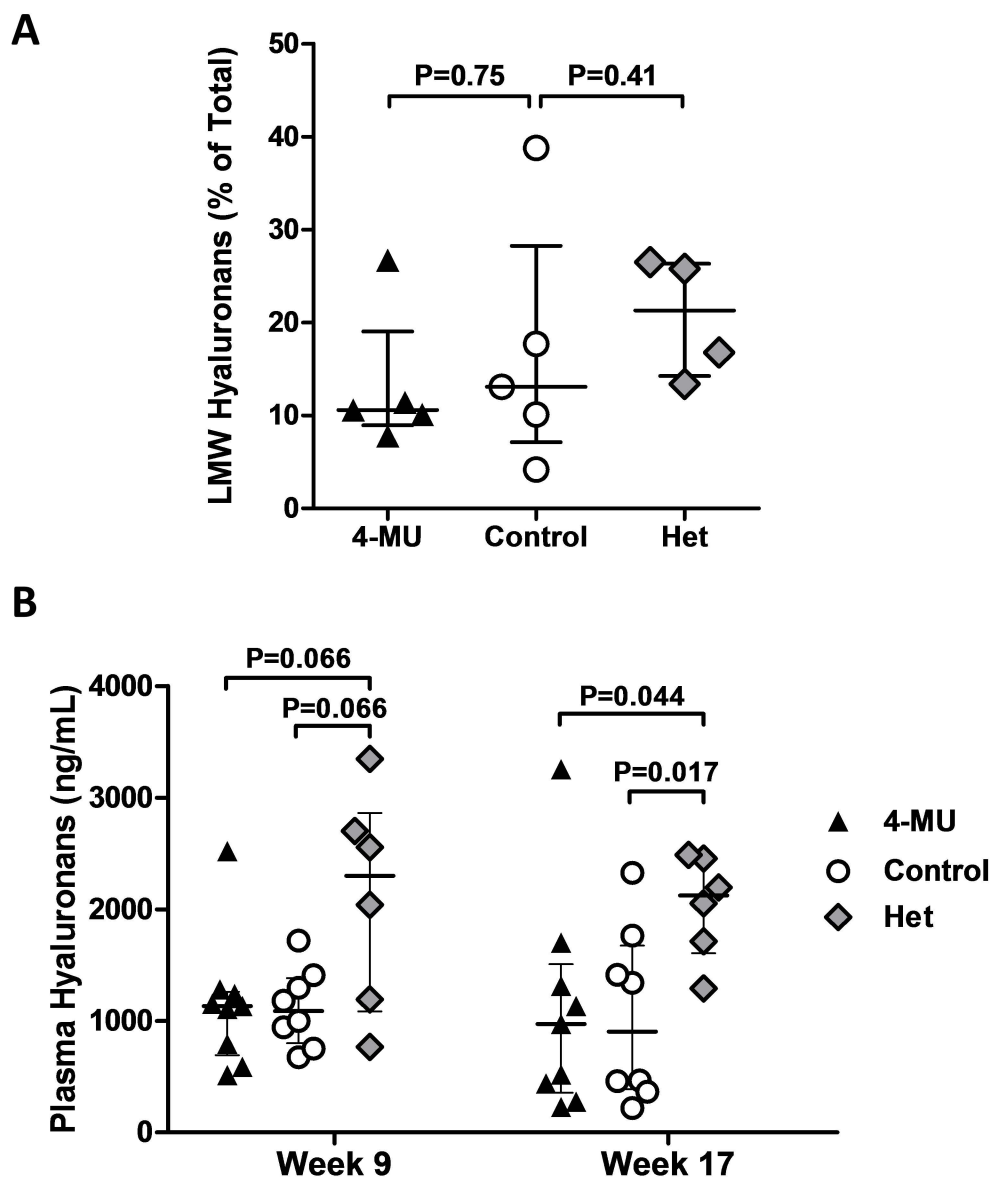 A
LMW Hyaluronans (% of Total)
50
40
30
20
10
0
P=0.75
P=0.41
4-MU
Control
Het
B
Plasma Hyaluronans (ng/mL)
4000
3000
2000
1000
0
P=0.066
P=0.066
P=0.044
P=0.017
Week 9
Week 17
4-MU
Control
Het